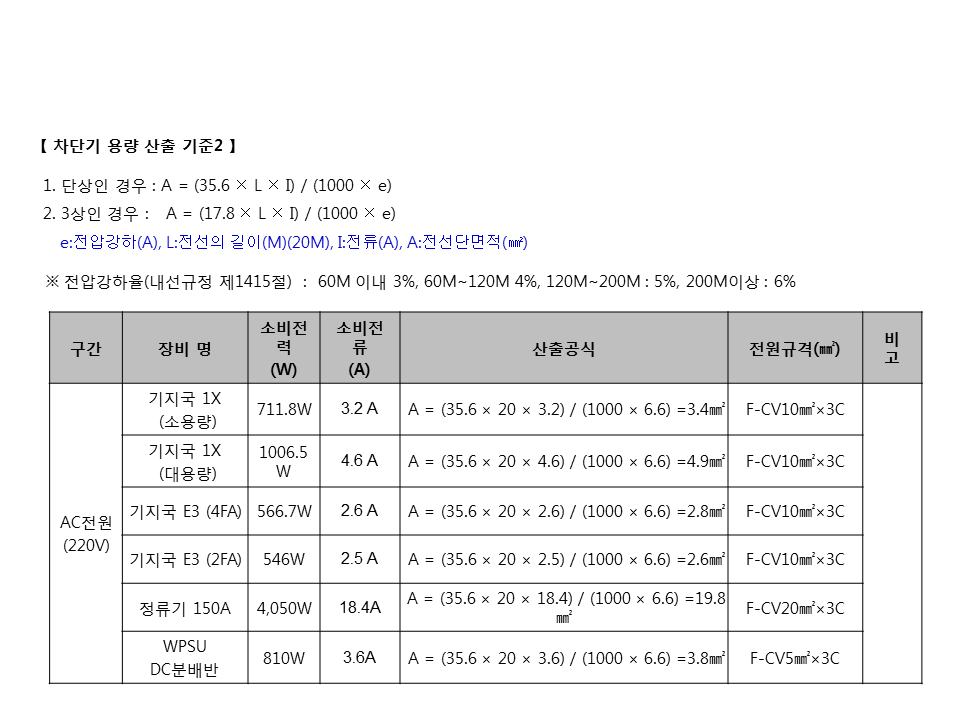 【 차단기 용량 산출 기준2 】
1. 단상인 경우 : A = (35.6 × L × I) / (1000 × e)
2. 3상인 경우 : A = (17.8 × L × I) / (1000 × e)
e:전압강하(A), L:전선의 길이(M)(20M), I:전류(A), A:전선단면적(㎟)
※ 전압강하율(내선규정 제1415절) : 60M 이내 3%, 60M~120M 4%, 120M~200M : 5%, 200M이상 : 6%
구간 장비 명 소비전력 (W) 소비전류 (A) 산출공식 전원규격(㎟) 비고
AC전원 (220V)
기지국 1X (소용량) 711.8W 3.2 A A = (35.6 × 20 × 3.2) / (1000 × 6.6) =3.4㎟ F-CV10㎟×3C
기지국 1X (대용량) 1006.5W 4.6 A A = (35.6 × 20 × 4.6) / (1000 × 6.6) =4.9㎟ F-CV10㎟×3C
기지국 E3 (4FA) 566.7W 2.6 A A = (35.6 × 20 × 2.6) / (1000 × 6.6) =2.8㎟ F-CV10㎟×3C
기지국 E3 (2FA) 546W 2.5 A A = (35.6 × 20 × 2.5) / (1000 × 6.6) =2.6㎟ F-CV10㎟×3C
정류기 150A 4,050W 18.4A A = (35.6 × 20 × 18.4) / (1000 × 6.6) =19.8㎟ F-CV20㎟×3C
WPSU DC분배반 810W 3.6A A = (35.6 × 20 × 3.6) / (1000 × 6.6) =3.8㎟ F-CV5㎟×3C